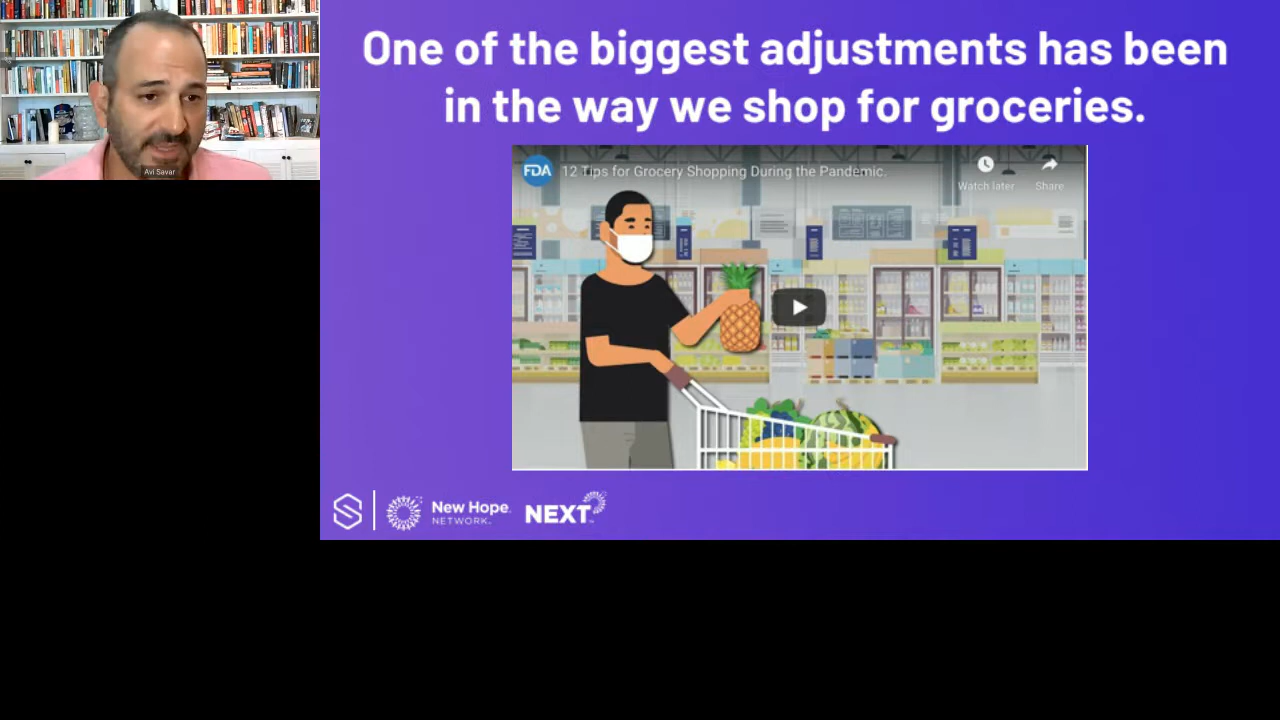 One of the biggest adjustments has been
in the way we shop for groceries.
Avi Savar
FDA
12 Tips for Grocery Shopping During the Pandemic.
Watch later
Share
New Hope
NETWORK
NEXT